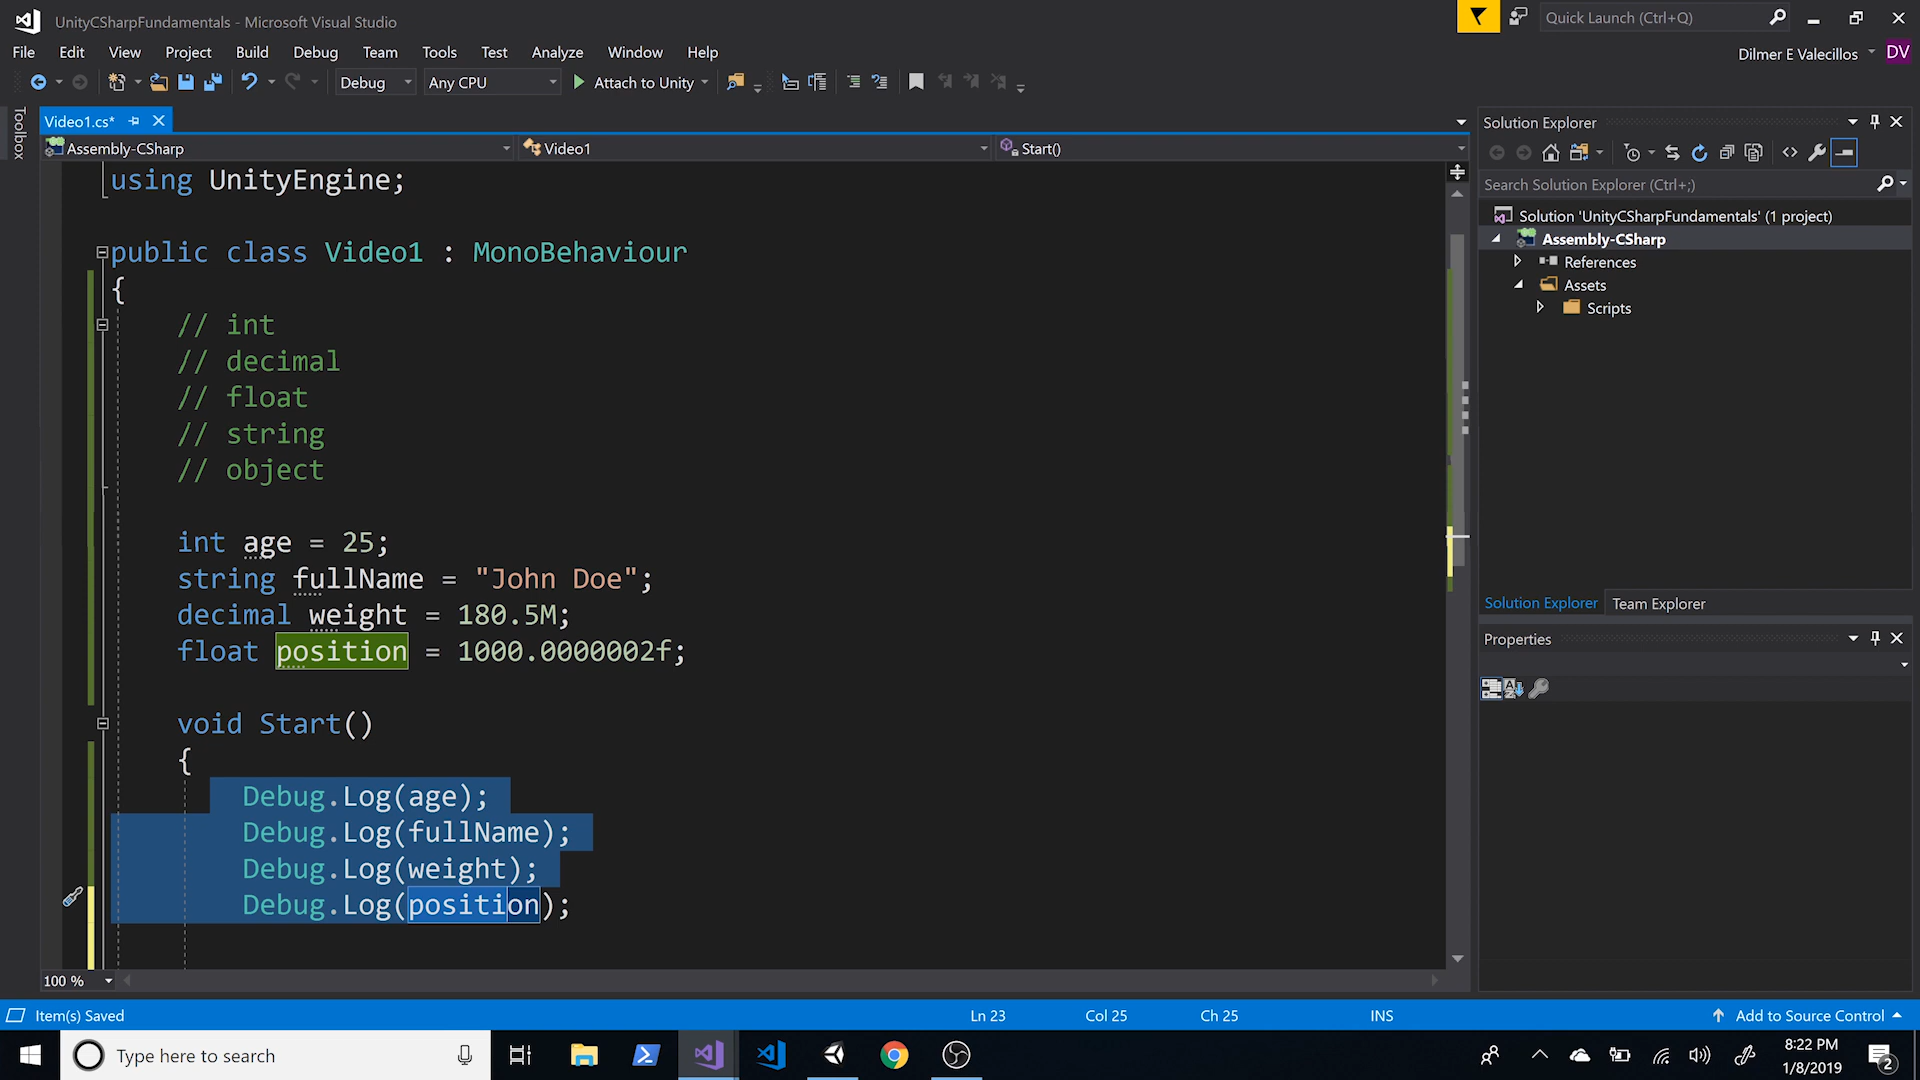 UnityCSharpFundamentals - Microsoft Visual Studio
Quick Launch (Ctrl+Q)
File Edit View Project Build Debug Team Tools Test Analyze Window Help
Dilmer E Valecillos DV
Debug Any CPU Attach to Unity
Toolbox
Video1.cs*
Assembly-CSharp Video1 Start()
using UnityEngine;
public class Video1 : MonoBehaviour
{
// int
// decimal
// float
// string
// object
int age = 25;
string fullName = "John Doe";
decimal weight = 180.5M;
float position = 1000.0000002f;
void Start()
{
Debug.Log(age);
Debug.Log(fullName);
Debug.Log(weight);
Debug.Log(position);
100 %
Solution Explorer
Search Solution Explorer (Ctrl+;)
Solution 'UnityCSharpFundamentals' (1 project)
Assembly-CSharp
References
Assets
Scripts
Solution Explorer Team Explorer
Properties
Item(s) Saved Ln 23 Col 25 Ch 25 INS Add to Source Control
Type here to search
8:22 PM
1/8/2019
2